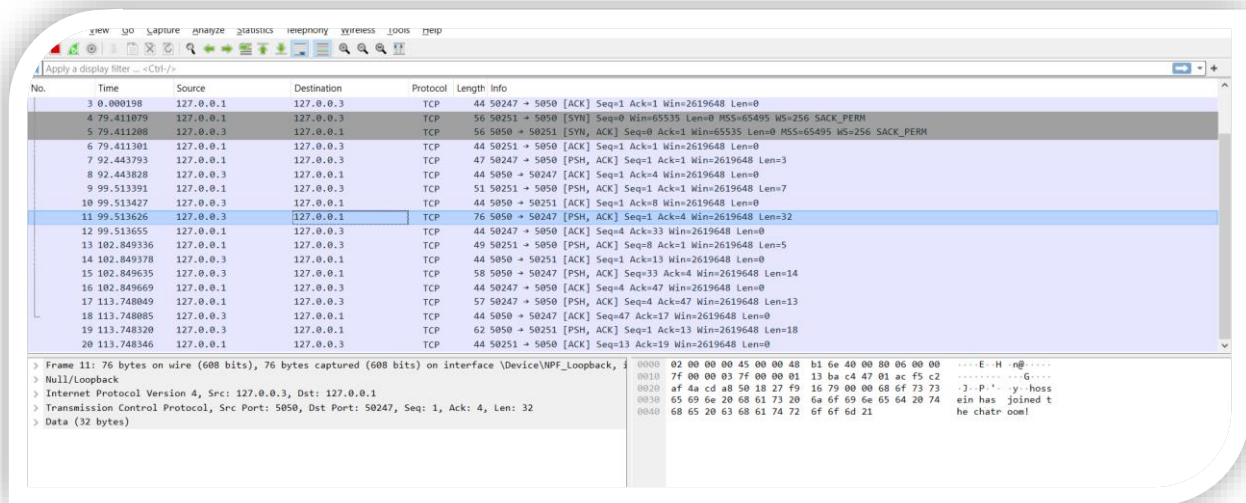 View Go Capture Analyze Statistics Telephony Wireless Tools Help
Apply a display filter ... <Ctrl-/>
No. Time Source Destination Protocol Length Info
3 0.000198 127.0.0.1 127.0.0.3 TCP 44 50247 → 5050 [ACK] Seq=1 Ack=1 Win=2619648 Len=0
4 79.411079 127.0.0.1 127.0.0.3 TCP 56 50251 → 5050 [SYN] Seq=0 Win=65535 Len=0 MSS=65495 WS=256 SACK_PERM
5 79.411208 127.0.0.3 127.0.0.1 TCP 56 5050 → 50251 [SYN, ACK] Seq=0 Ack=1 Win=65535 Len=0 MSS=65495 WS=256 SACK_PERM
6 79.411301 127.0.0.1 127.0.0.3 TCP 44 50251 → 5050 [ACK] Seq=1 Ack=1 Win=2619648 Len=0
7 92.443793 127.0.0.1 127.0.0.3 TCP 47 50247 → 5050 [PSH, ACK] Seq=1 Ack=1 Win=2619648 Len=3
8 92.443828 127.0.0.3 127.0.0.1 TCP 44 5050 → 50247 [ACK] Seq=1 Ack=4 Win=2619648 Len=0
9 99.513391 127.0.0.1 127.0.0.3 TCP 51 50251 → 5050 [PSH, ACK] Seq=1 Ack=1 Win=2619648 Len=7
10 99.513427 127.0.0.3 127.0.0.1 TCP 44 5050 → 50251 [ACK] Seq=1 Ack=8 Win=2619648 Len=0
11 99.513626 127.0.0.3 127.0.0.1 TCP 76 5050 → 50247 [PSH, ACK] Seq=1 Ack=4 Win=2619648 Len=32
12 99.513655 127.0.0.1 127.0.0.3 TCP 44 50247 → 5050 [ACK] Seq=4 Ack=33 Win=2619648 Len=0
13 102.849336 127.0.0.1 127.0.0.3 TCP 49 50251 → 5050 [PSH, ACK] Seq=8 Ack=1 Win=2619648 Len=5
14 102.849378 127.0.0.3 127.0.0.1 TCP 44 5050 → 50251 [ACK] Seq=1 Ack=13 Win=2619648 Len=0
15 102.849635 127.0.0.3 127.0.0.1 TCP 58 5050 → 50247 [PSH, ACK] Seq=33 Ack=4 Win=2619648 Len=14
16 102.849669 127.0.0.1 127.0.0.3 TCP 44 50247 → 5050 [ACK] Seq=4 Ack=47 Win=2619648 Len=0
17 113.748049 127.0.0.1 127.0.0.3 TCP 57 50247 → 5050 [PSH, ACK] Seq=4 Ack=47 Win=2619648 Len=13
18 113.748085 127.0.0.3 127.0.0.1 TCP 44 5050 → 50247 [ACK] Seq=47 Ack=17 Win=2619648 Len=0
19 113.748320 127.0.0.3 127.0.0.1 TCP 62 5050 → 50251 [PSH, ACK] Seq=1 Ack=13 Win=2619648 Len=18
20 113.748346 127.0.0.1 127.0.0.3 TCP 44 50251 → 5050 [ACK] Seq=13 Ack=19 Win=2619648 Len=0
Frame 11: 76 bytes on wire (608 bits), 76 bytes captured (608 bits) on interface \Device\NPF_Loopback, i
Null/Loopback
Internet Protocol Version 4, Src: 127.0.0.3, Dst: 127.0.0.1
Transmission Control Protocol, Src Port: 5050, Dst Port: 50247, Seq: 1, Ack: 4, Len: 32
Data (32 bytes)
0000 02 00 00 00 45 00 00 48 b1 6e 40 00 80 06 00 00 ····E··H ·n@·····
0010 7f 00 00 03 7f 00 00 01 13 ba c4 47 01 ac f5 c2 ········ ···G····
0020 af 4a cd a8 50 18 27 f9 16 79 00 00 68 6f 73 73 ·J··P·'· ·y··hoss
0030 65 69 6e 20 68 61 73 20 6a 6f 69 6e 65 64 20 74 ein has joined t
0040 68 65 20 63 68 61 74 72 6f 6f 6d 21 he chatr oom!